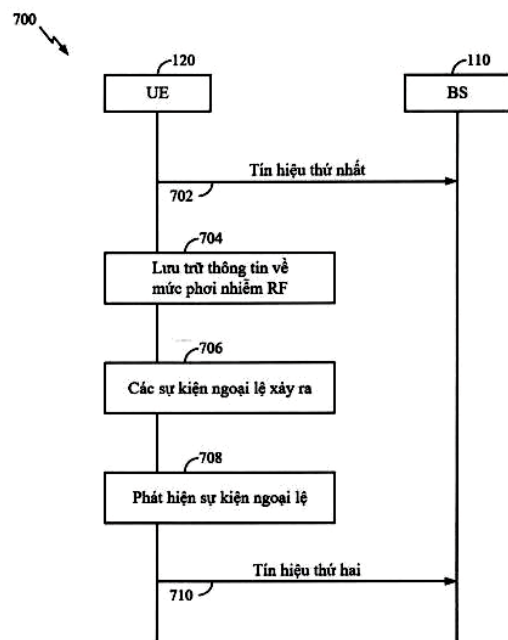 700
120
UE
110
BS
Tín hiệu thứ nhất
702
704
Lưu trữ thông tin về
mức phơi nhiễm RF
706
Các sự kiện ngoại lệ xảy ra
708
Phát hiện sự kiện ngoại lệ
Tín hiệu thứ hai
710